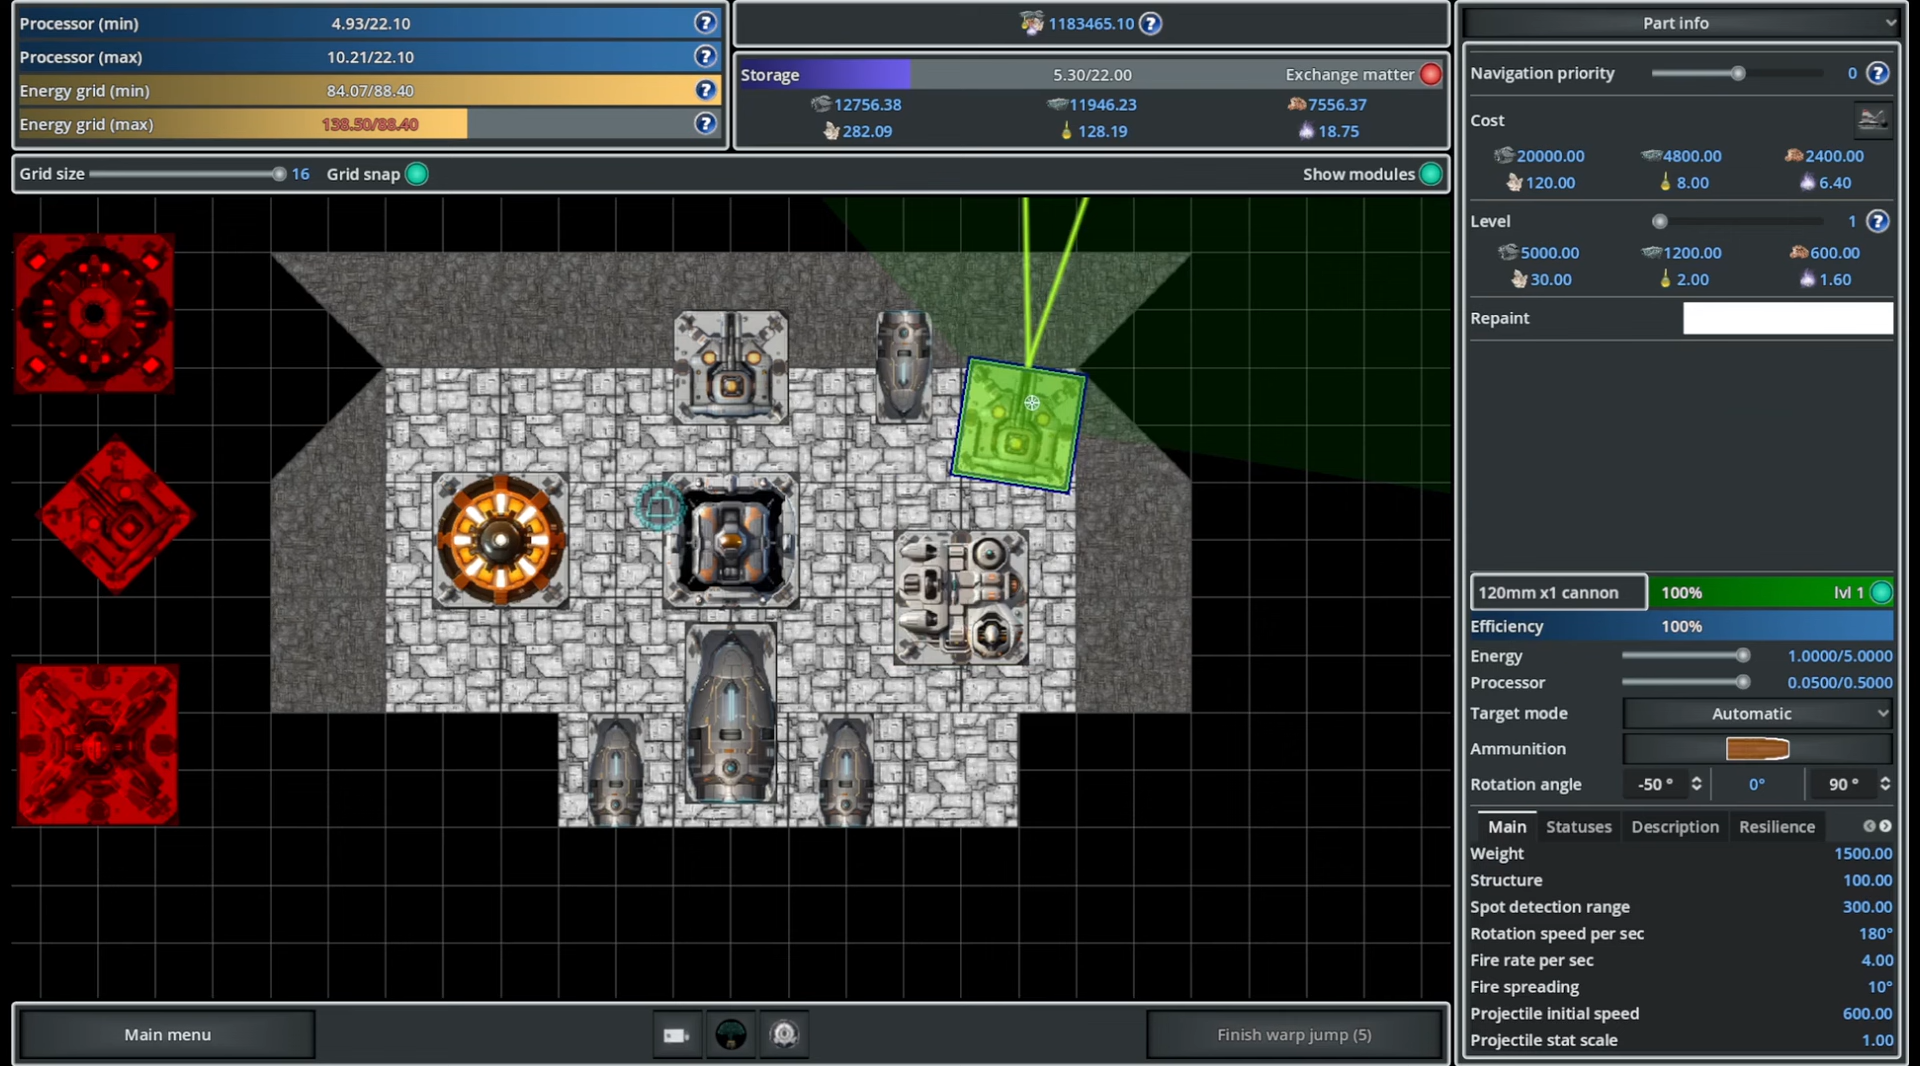 Processor (min) 4.93/22.10 ?
Processor (max) 10.21/22.10 ?
Energy grid (min) 84.07/88.40 ?
Energy grid (max) 138.50/88.40 ?
1183465.10 ?
Storage 5.30/22.00 Exchange matter
12756.38 11946.23 7556.37
282.09 128.19 18.75
Grid size 16 Grid snap Show modules
Part info
Navigation priority 0 ?
Cost
20000.00 4800.00 2400.00
120.00 8.00 6.40
Level 1 ?
5000.00 1200.00 600.00
30.00 2.00 1.60
Repaint
120mm x1 cannon 100% lvl 1
Efficiency 100%
Energy 1.0000/5.0000
Processor 0.0500/0.5000
Target mode Automatic
Ammunition
Rotation angle -50 ° 0° 90 °
Main Statuses Description Resilience
Weight 1500.00
Structure 100.00
Spot detection range 300.00
Rotation speed per sec 180°
Fire rate per sec 4.00
Fire spreading 10°
Projectile initial speed 600.00
Projectile stat scale 1.00
Main menu Finish warp jump (5)